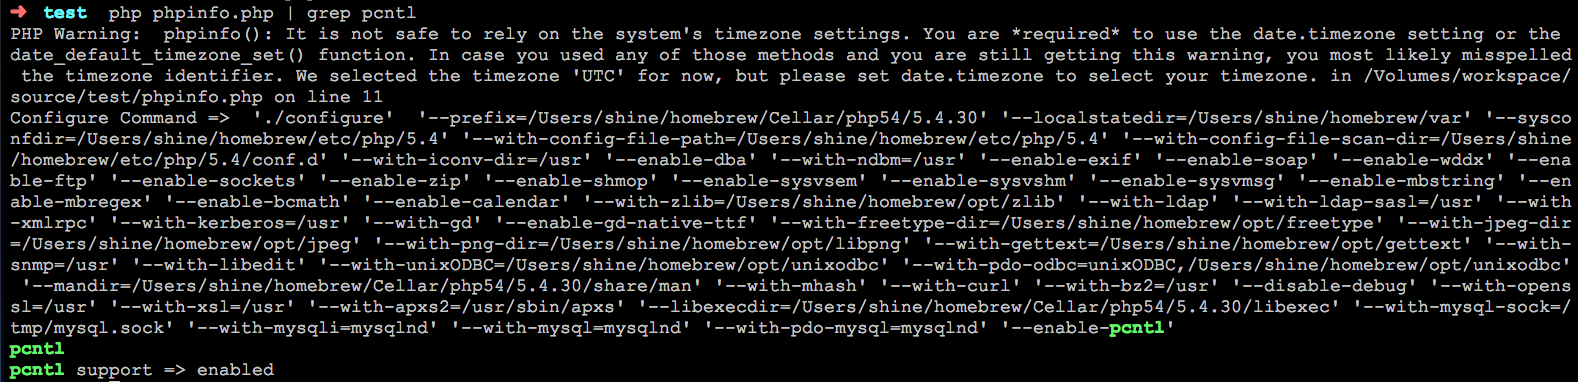 ➜  test  php phpinfo.php | grep pcntl
PHP Warning:  phpinfo(): It is not safe to rely on the system's timezone settings. You are *required* to use the date.timezone setting or the
date_default_timezone_set() function. In case you used any of those methods and you are still getting this warning, you most likely misspelled
 the timezone identifier. We selected the timezone 'UTC' for now, but please set date.timezone to select your timezone. in /Volumes/workspace/
source/test/phpinfo.php on line 11
Configure Command =>  './configure'  '--prefix=/Users/shine/homebrew/Cellar/php54/5.4.30' '--localstatedir=/Users/shine/homebrew/var' '--sysco
nfdir=/Users/shine/homebrew/etc/php/5.4' '--with-config-file-path=/Users/shine/homebrew/etc/php/5.4' '--with-config-file-scan-dir=/Users/shine
/homebrew/etc/php/5.4/conf.d' '--with-iconv-dir=/usr' '--enable-dba' '--with-ndbm=/usr' '--enable-exif' '--enable-soap' '--enable-wddx' '--ena
ble-ftp' '--enable-sockets' '--enable-zip' '--enable-shmop' '--enable-sysvsem' '--enable-sysvshm' '--enable-sysvmsg' '--enable-mbstring' '--en
able-mbregex' '--enable-bcmath' '--enable-calendar' '--with-zlib=/Users/shine/homebrew/opt/zlib' '--with-ldap' '--with-ldap-sasl=/usr' '--with
-xmlrpc' '--with-kerberos=/usr' '--with-gd' '--enable-gd-native-ttf' '--with-freetype-dir=/Users/shine/homebrew/opt/freetype' '--with-jpeg-dir
=/Users/shine/homebrew/opt/jpeg' '--with-png-dir=/Users/shine/homebrew/opt/libpng' '--with-gettext=/Users/shine/homebrew/opt/gettext' '--with-
snmp=/usr' '--with-libedit' '--with-unixODBC=/Users/shine/homebrew/opt/unixodbc' '--with-pdo-odbc=unixODBC,/Users/shine/homebrew/opt/unixodbc'
 '--mandir=/Users/shine/homebrew/Cellar/php54/5.4.30/share/man' '--with-mhash' '--with-curl' '--with-bz2=/usr' '--disable-debug' '--with-opens
sl=/usr' '--with-xsl=/usr' '--with-apxs2=/usr/sbin/apxs' '--libexecdir=/Users/shine/homebrew/Cellar/php54/5.4.30/libexec' '--with-mysql-sock=/
tmp/mysql.sock' '--with-mysqli=mysqlnd' '--with-mysql=mysqlnd' '--with-pdo-mysql=mysqlnd' '--enable-pcntl'
pcntl
pcntl support => enabled